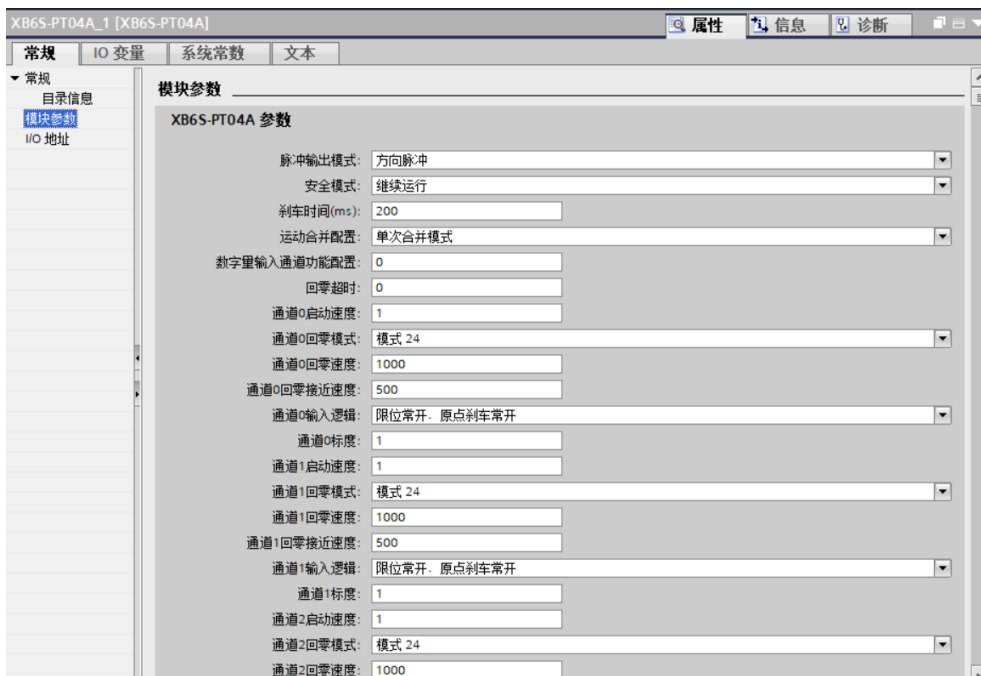 XB6S-PT04A_1 [XB6S-PT04A]
属性 信息 诊断
常规 IO 变量 系统常数 文本
常规
目录信息
模块参数
I/O 地址
模块参数
XB6S-PT04A 参数
脉冲输出模式: 方向脉冲
安全模式: 继续运行
刹车时间(ms): 200
运动合并配置: 单次合并模式
数字量输入通道功能配置: 0
回零超时: 0
通道0启动速度: 1
通道0回零模式: 模式 24
通道0回零速度: 1000
通道0回零接近速度: 500
通道0输入逻辑: 限位常开、原点刹车常开
通道0标度: 1
通道1启动速度: 1
通道1回零模式: 模式 24
通道1回零速度: 1000
通道1回零接近速度: 500
通道1输入逻辑: 限位常开、原点刹车常开
通道1标度: 1
通道2启动速度: 1
通道2回零模式: 模式 24
通道2回零速度: 1000